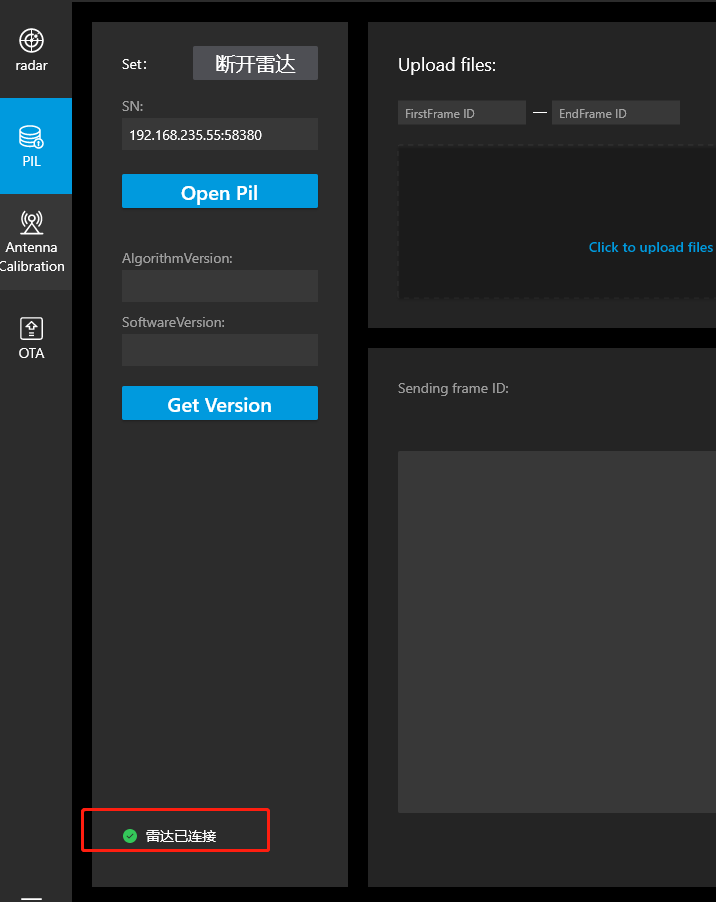 radar
PIL
Antenna
Calibration
OTA
Set:
断开雷达
SN:
192.168.235.55:58380
Open Pil
AlgorithmVersion:
SoftwareVersion:
Get Version
雷达已连接
Upload files:
FirstFrame ID — EndFrame ID
Click to upload files
Sending frame ID: